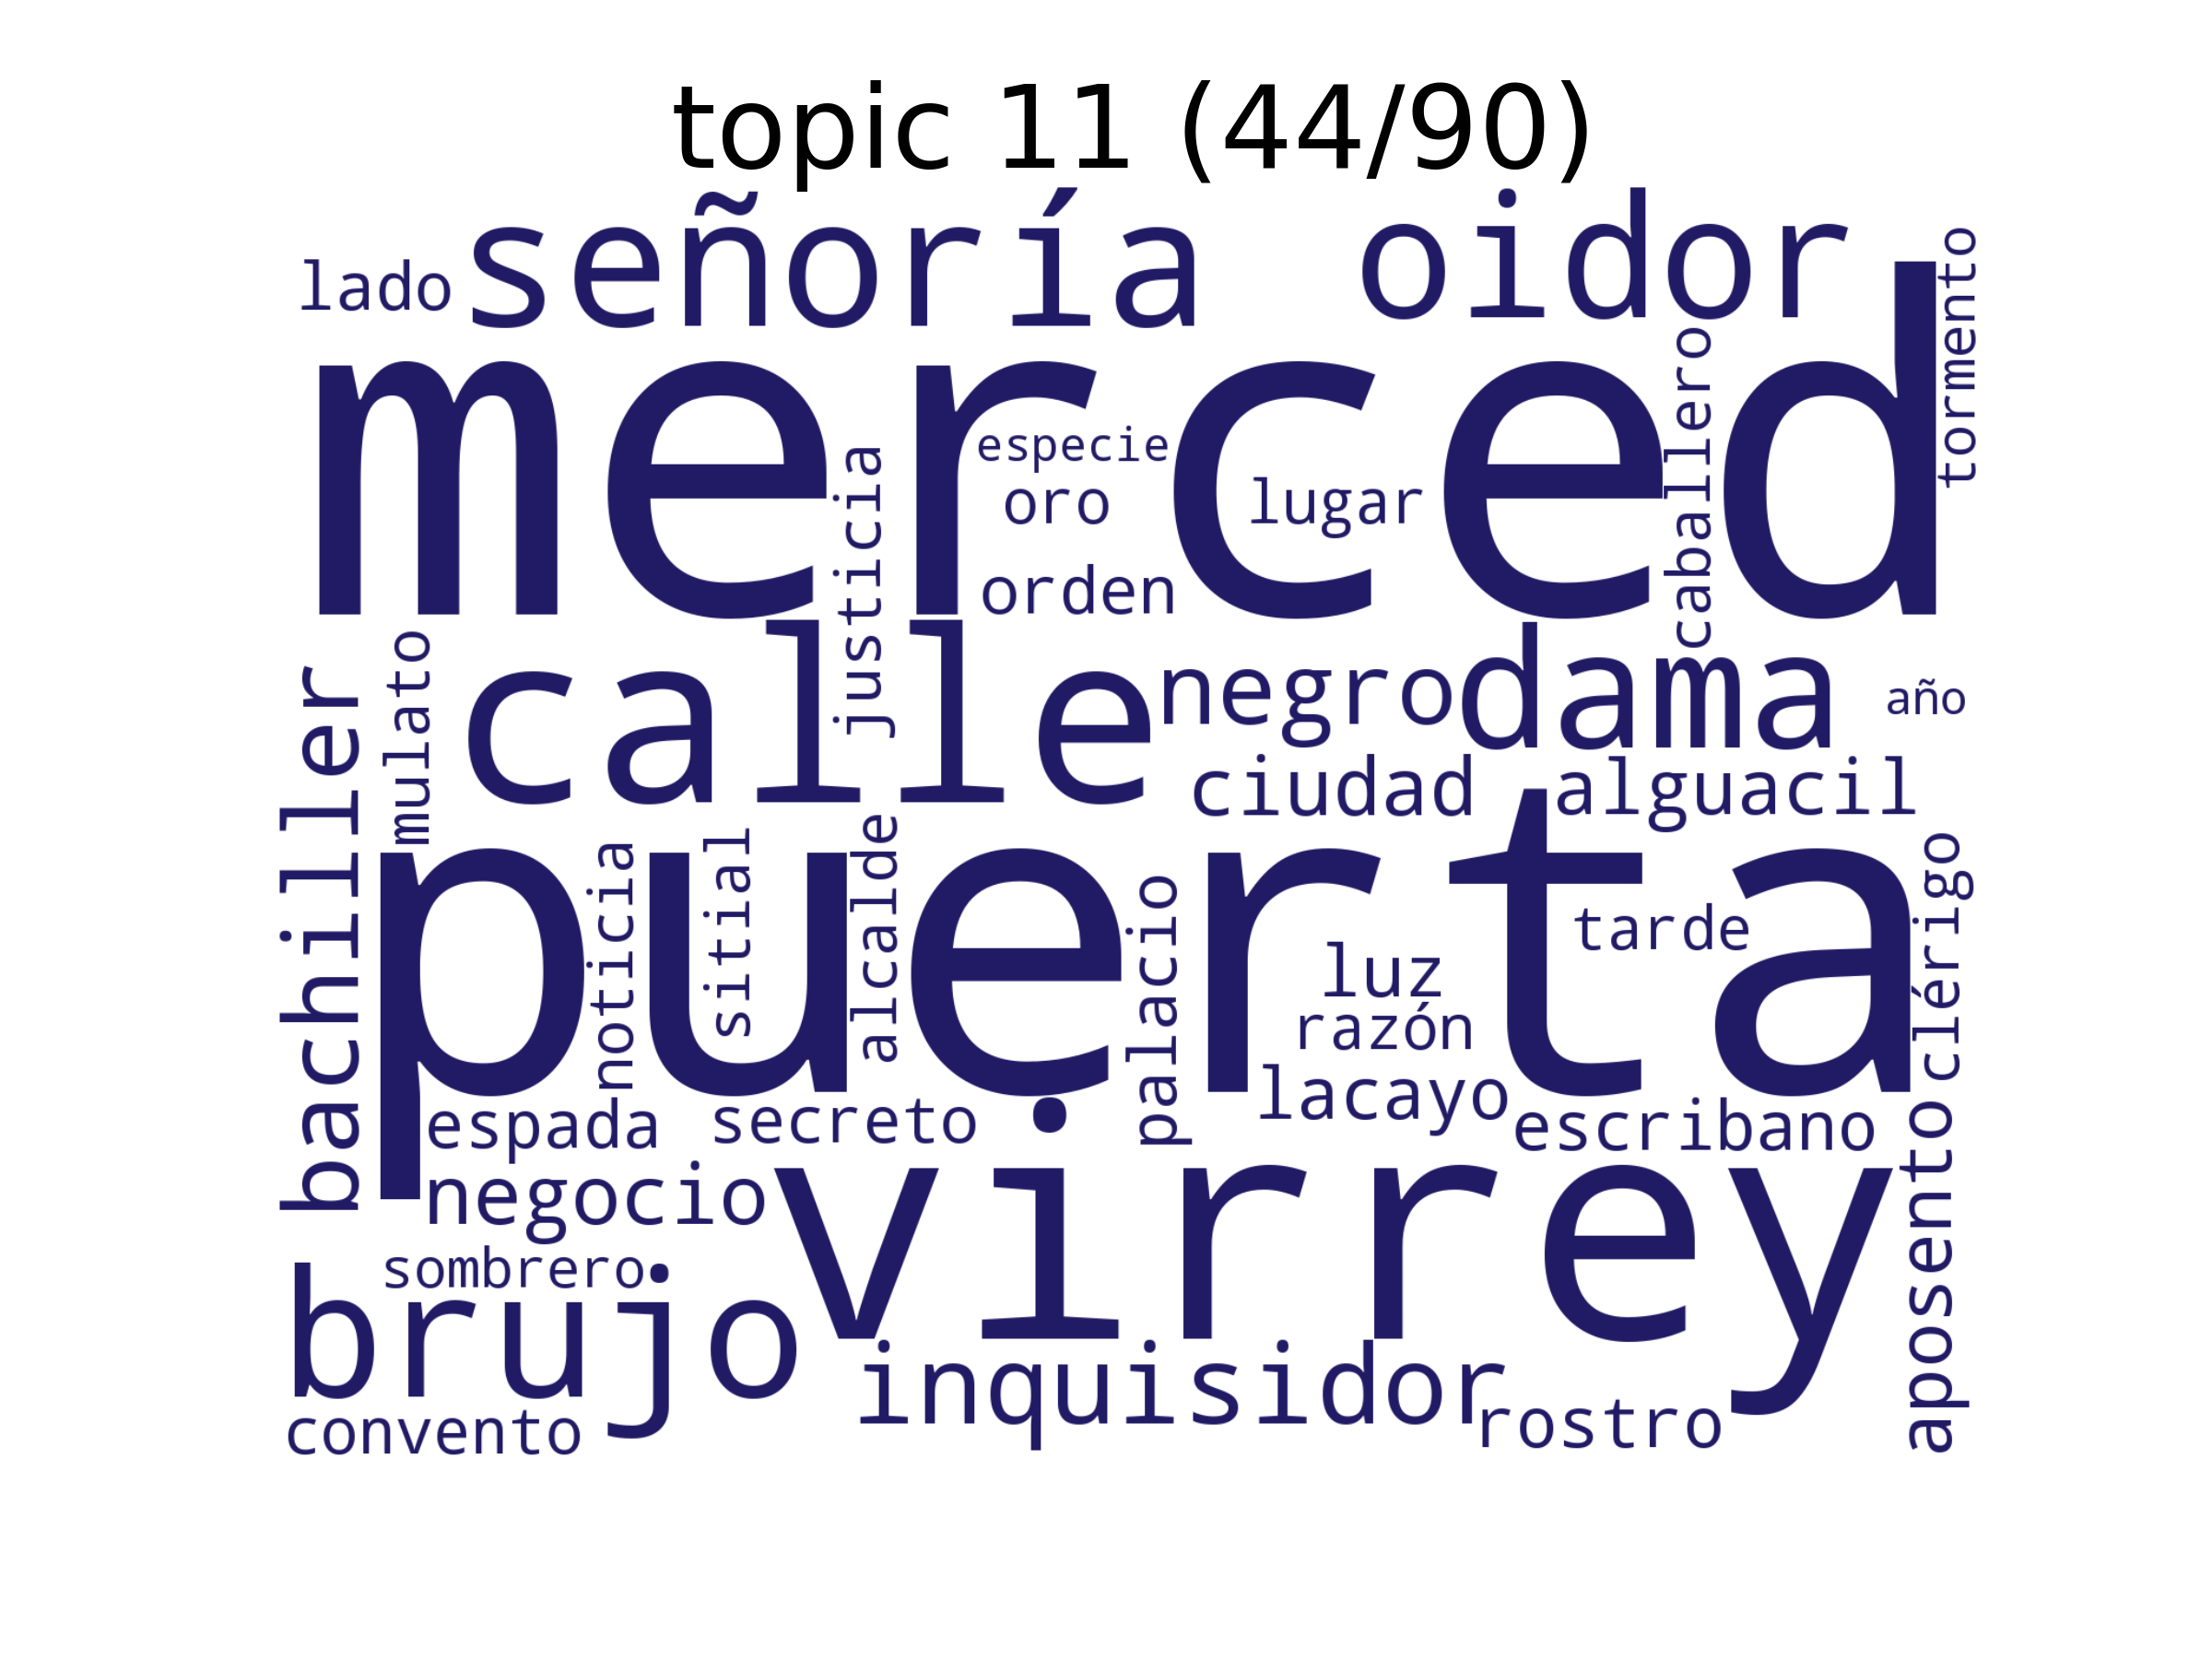 topic 11 (44/90)
lado señoría oidor
tormento
merced
caballero
especie
justicia
oro lugar
orden
mulato
calle negro dama
año
bachiller
ciudad alguacil
puerta
noticia
sitial
alcalde
palacio
tarde
clérigo
luz
razón
lacayo
espada secreto escribano
aposento
negocio virrey
sombrero
brujo
inquisidor
convento rostro